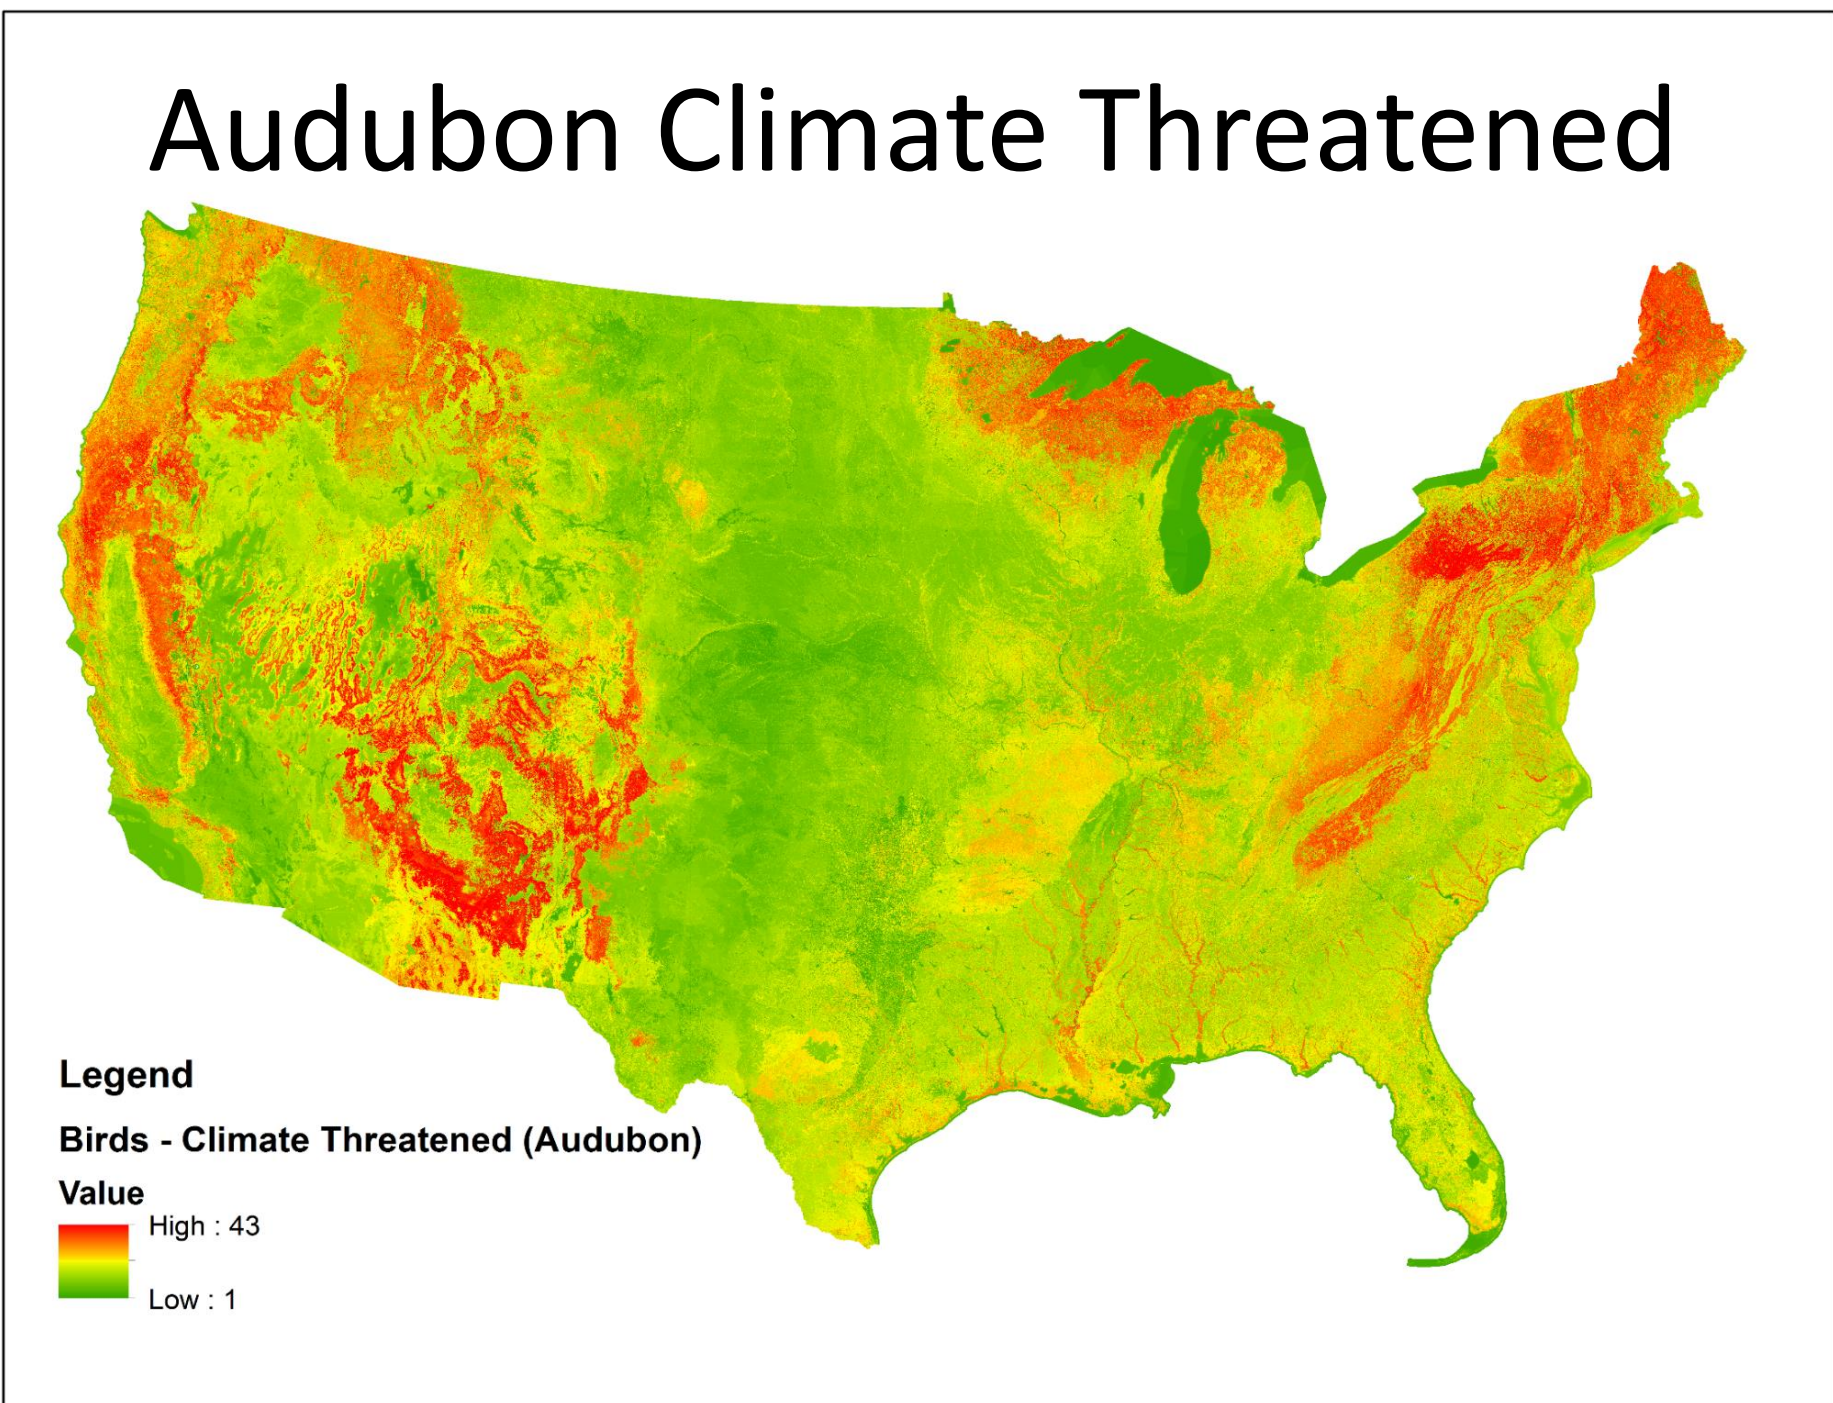 Audubon Climate Threatened
Legend
Birds - Climate Threatened (Audubon)
Value
High : 43
Low : 1